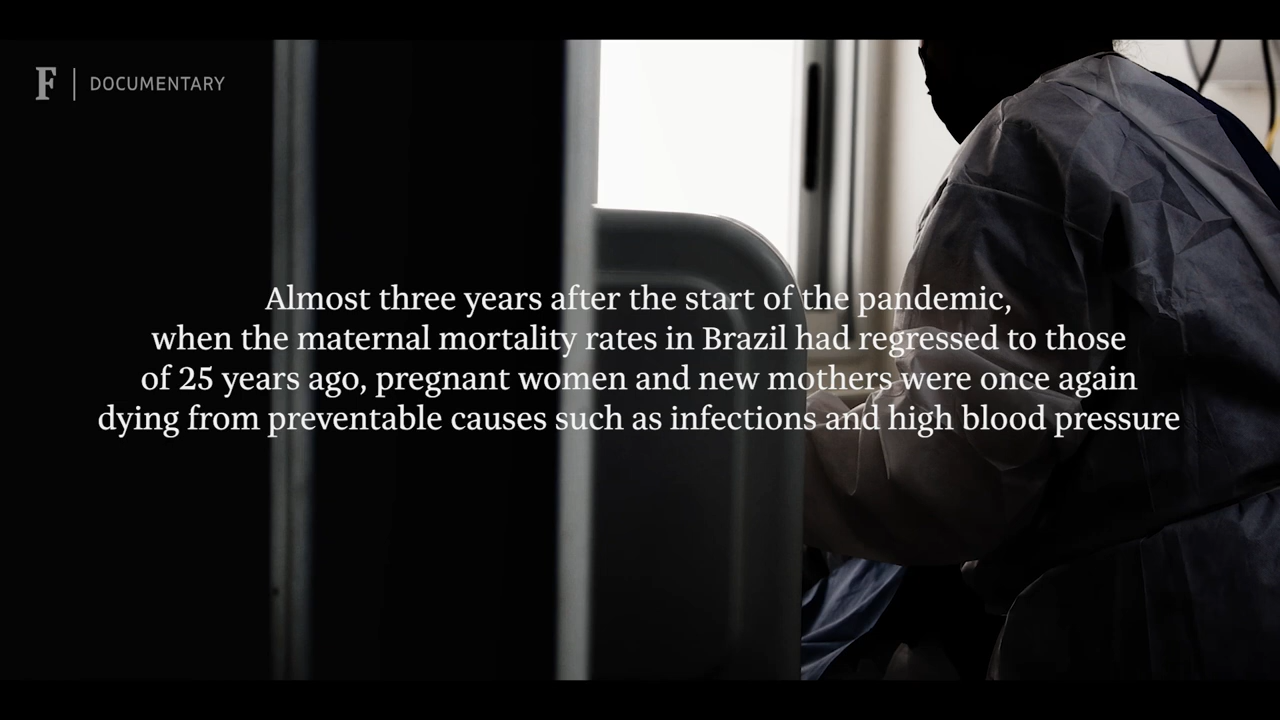 F | DOCUMENTARY
Almost three years after the start of the pandemic,
when the maternal mortality rates in Brazil had regressed to those
of 25 years ago, pregnant women and new mothers were once again
dying from preventable causes such as infections and high blood pressure